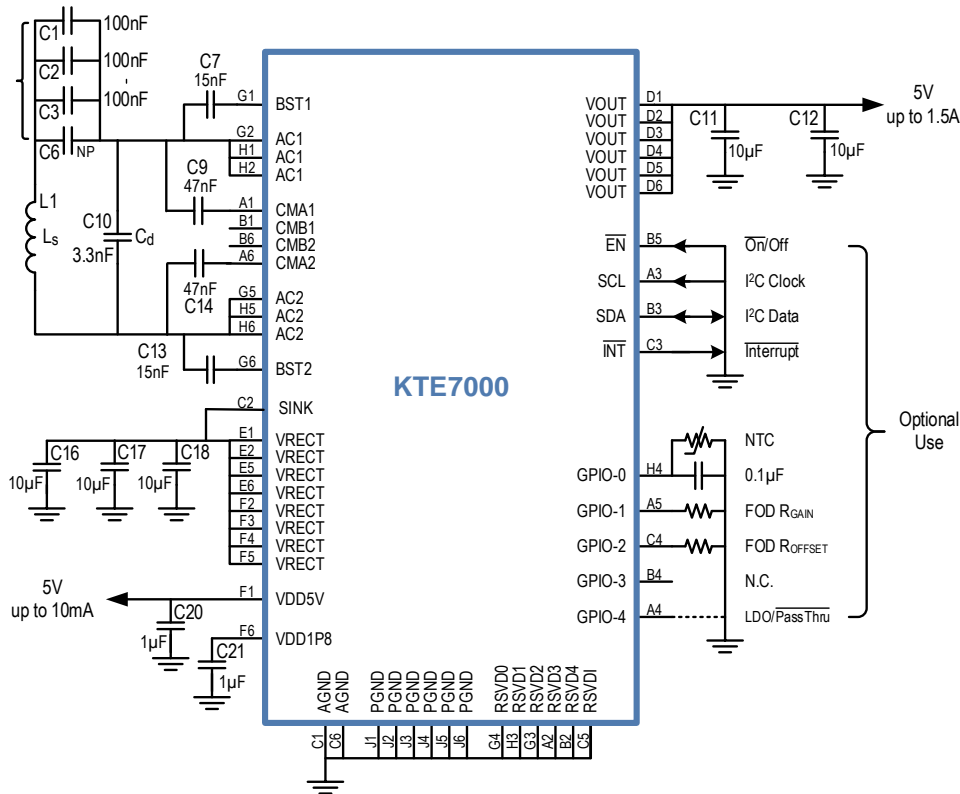 C1
100nF
C2
100nF
C3
100nF
C6
NP
L1
Ls
C10
3.3nF
Cd
C7
15nF
C9
47nF
47nF
C14
C13
15nF
G1
BST1
G2
AC1
H1
AC1
H2
AC1
A1
CMA1
B1
CMB1
B6
CMB2
A6
CMA2
G5
AC2
H5
AC2
H6
AC2
G6
BST2
C2
SINK
E1
VRECT
E2
VRECT
E5
VRECT
E6
VRECT
F2
VRECT
F3
VRECT
F4
VRECT
F5
VRECT
C16
10µF
C17
10µF
C18
10µF
5V
up to 10mA
F1
VDD5V
C20
1µF
F6
VDD1P8
C21
1µF
KTE7000
VOUT D1
VOUT D2
VOUT D3
VOUT D4
VOUT D5
VOUT D6
C11
10µF
C12
10µF
5V
up to 1.5A
EN B5 On/Off
SCL A3 I²C Clock
SDA B3 I²C Data
INT C3 Interrupt
Optional
Use
NTC
GPIO-0 H4 0.1µF
GPIO-1 A5 FOD RGAIN
GPIO-2 C4 FOD ROFFSET
GPIO-3 B4 N.C.
GPIO-4 A4 LDO/PassThru
AGND
AGND
PGND
PGND
PGND
PGND
PGND
PGND
RSVD0
RSVD1
RSVD2
RSVD3
RSVD4
RSVDI
C1
C6
J1
J2
J3
J4
J5
J6
G4
H3
G3
A2
B2
C5